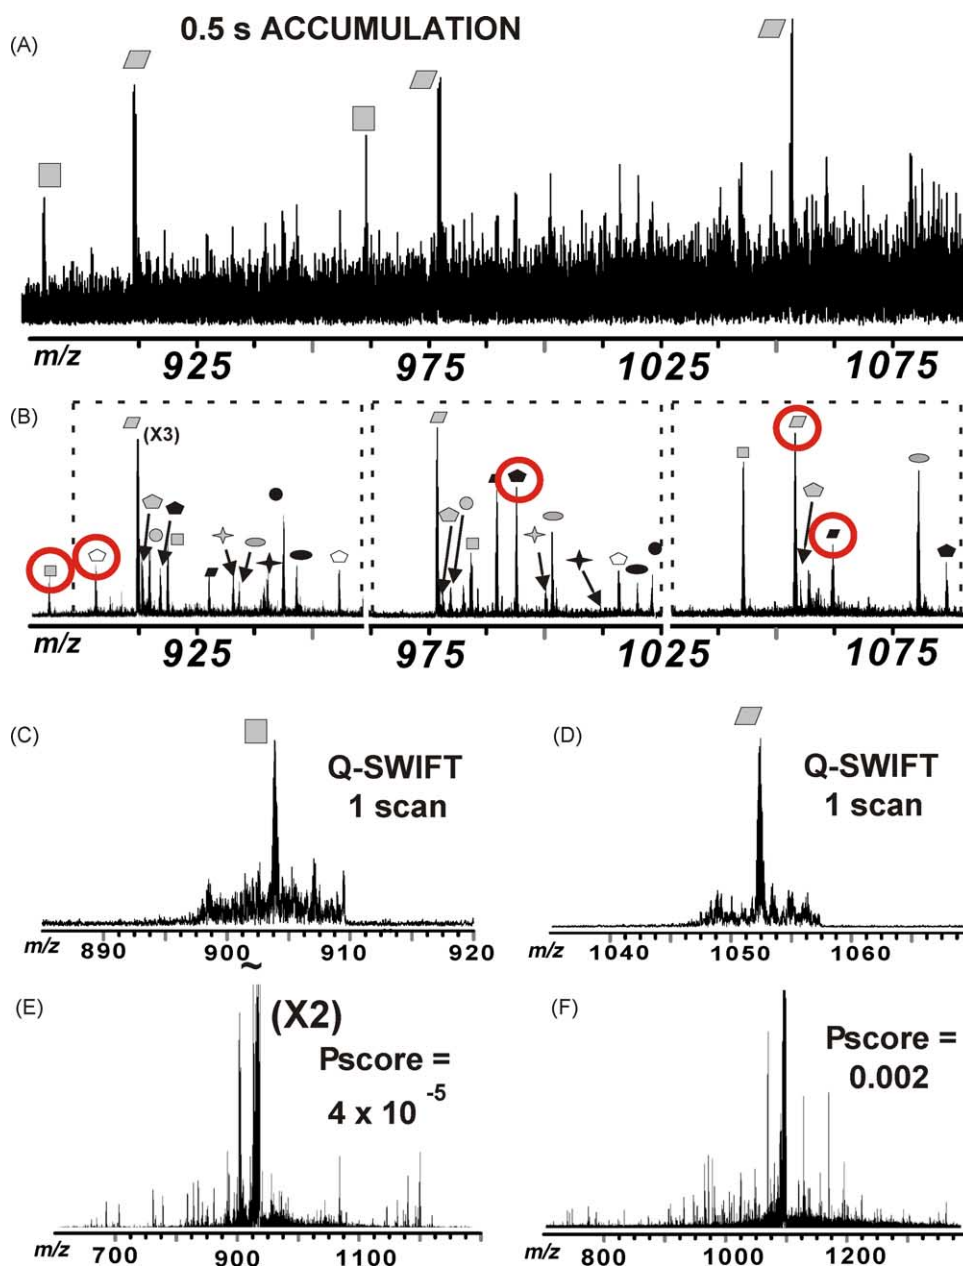 (A)
0.5 s ACCUMULATION
m/z 925 975 1025 1075
(B)
(X3)
m/z 925 975 1025 1075
(C)
Q-SWIFT
1 scan
m/z 890 900 910 920
(D)
Q-SWIFT
1 scan
m/z 1040 1050 1060
(E)
~
(X2)
Pscore =
4 x 10 -5
m/z 700 900 1100
(F)
Pscore =
0.002
m/z 800 1000 1200